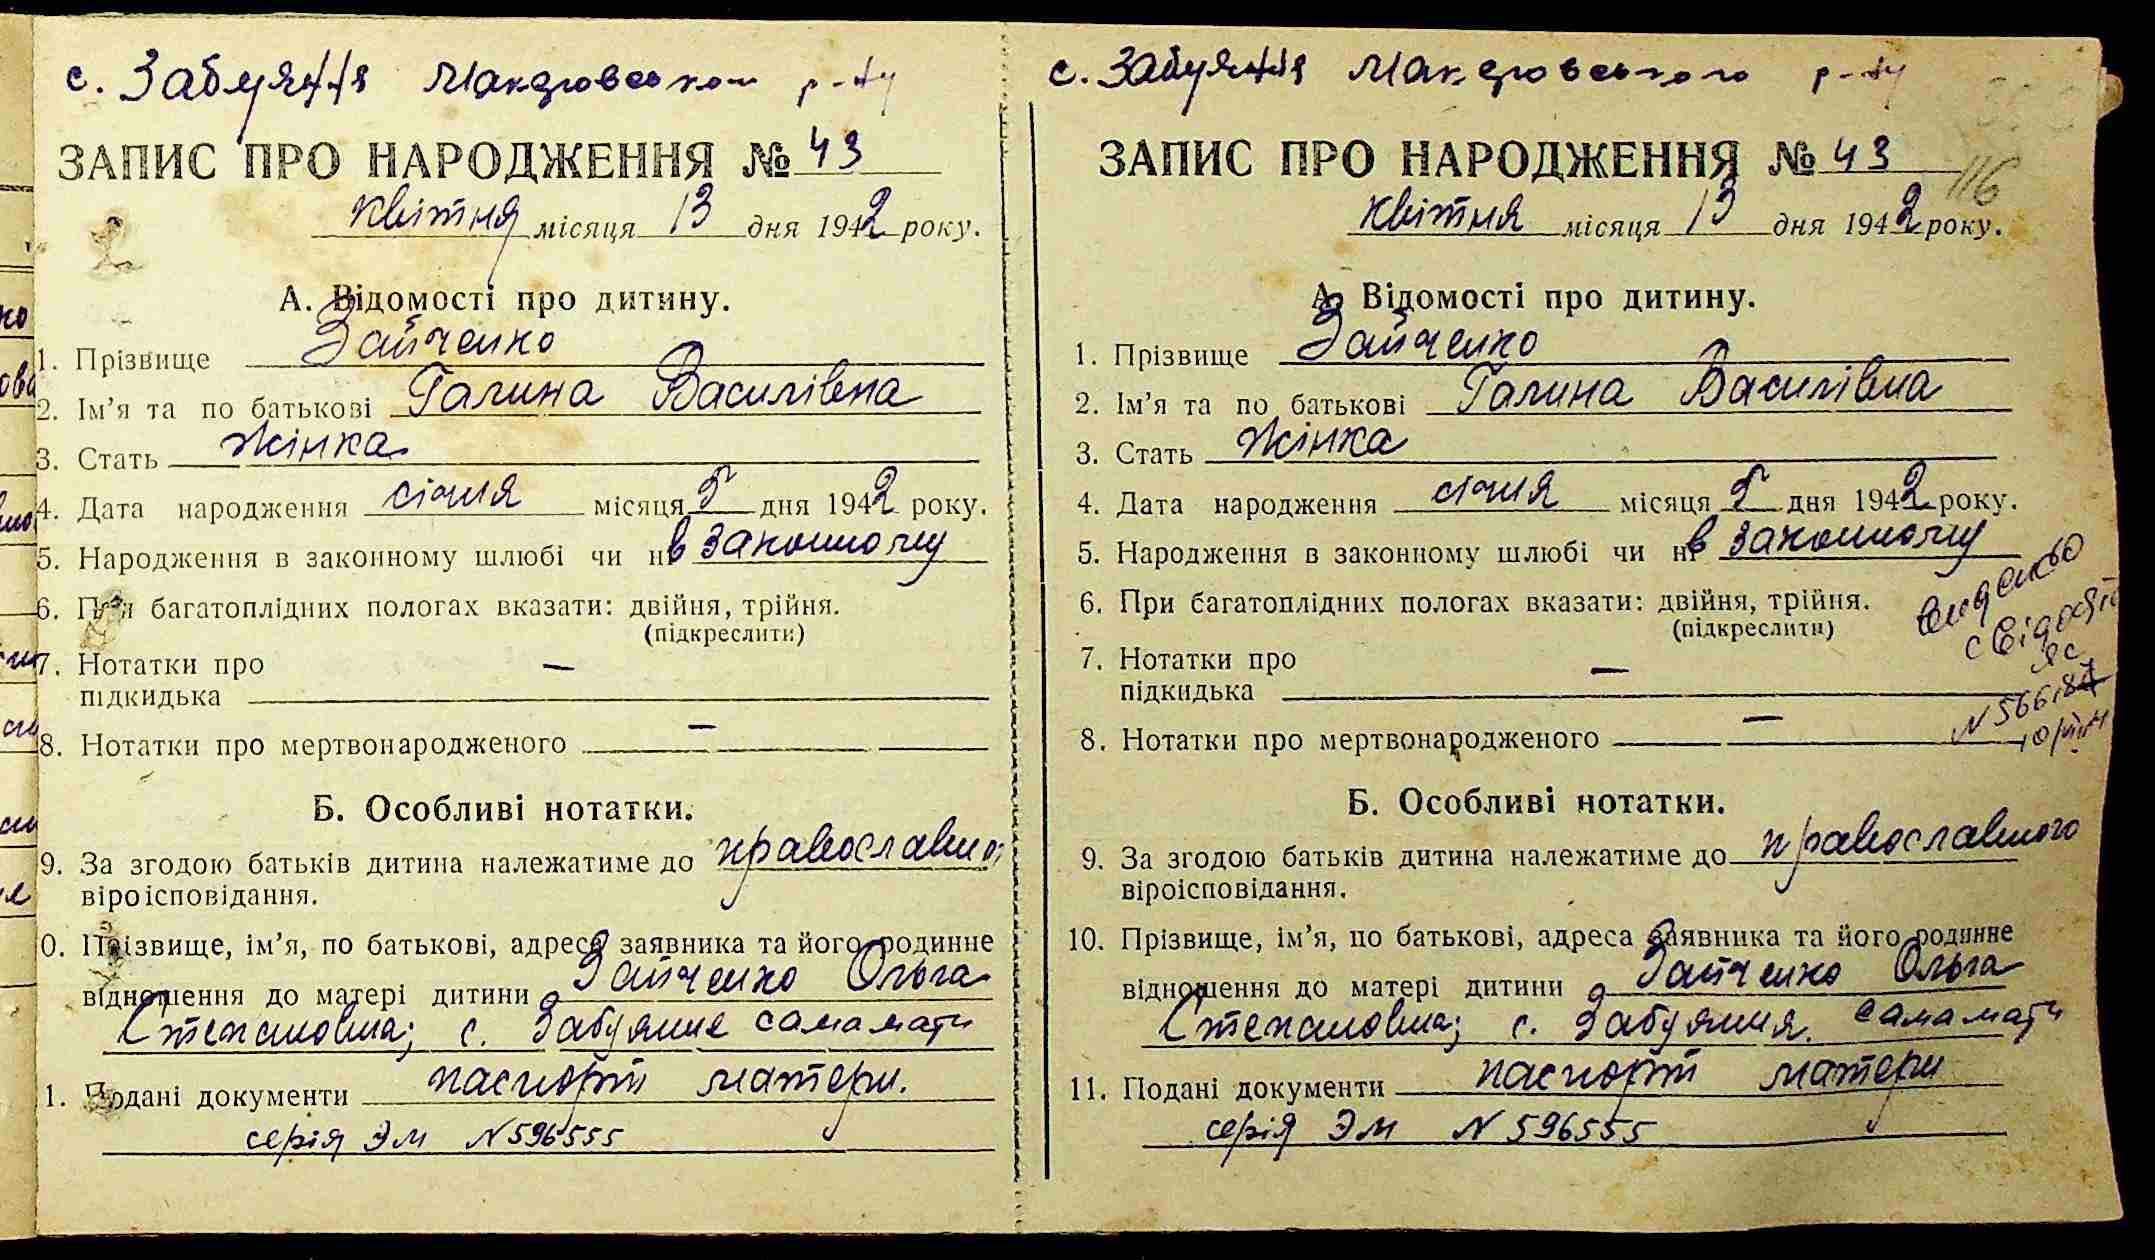 с. Забуяння Макарівського р-ну
ЗАПИС ПРО НАРОДЖЕННЯ № 43
квітня місяця 13 дня 1942 року.
А. Відомості про дитину.
1. Прізвище Зайченко
2. Ім’я та по батькові Галина Василівна
3. Стать жінка
4. Дата народження січня місяця 5 дня 1942 року.
5. Народження в законному шлюбі чи ні в законному
6. При багатоплідних пологах вказати: двійня, трійня.
(підкреслити)
7. Нотатки про
підкидька —
8. Нотатки про мертвонародженого —
Б. Особливі нотатки.
9. За згодою батьків дитина належатиме до православного
віроісповідання.
0. Прізвище, ім’я, по батькові, адреса заявника та його родинне
відношення до матері дитини Зайченко Ольга
Степановна; с. Забуяння сама мати
1. Подані документи паспорт матери.
серія ЭМ N 596555
с. Забуяння Макарівського р-ну
ЗАПИС ПРО НАРОДЖЕННЯ № 43
116
квітня місяця 13 дня 1942 року.
А. Відомості про дитину.
1. Прізвище Зайченко
2. Ім’я та по батькові Галина Василівна
3. Стать жінка
4. Дата народження січня місяця 5 дня 1942 року.
5. Народження в законному шлюбі чи ні в законному
6. При багатоплідних пологах вказати: двійня, трійня.
(підкреслити)
7. Нотатки про
підкидька —
8. Нотатки про мертвонародженого —
Б. Особливі нотатки.
9. За згодою батьків дитина належатиме до православного
віроісповідання.
10. Прізвище, ім’я, по батькові, адреса заявника та його родинне
відношення до матері дитини Зайченко Ольга
Степановна; с. Забуяння. сама мати
11. Подані документи паспорт матери
серія ЭМ N 596555